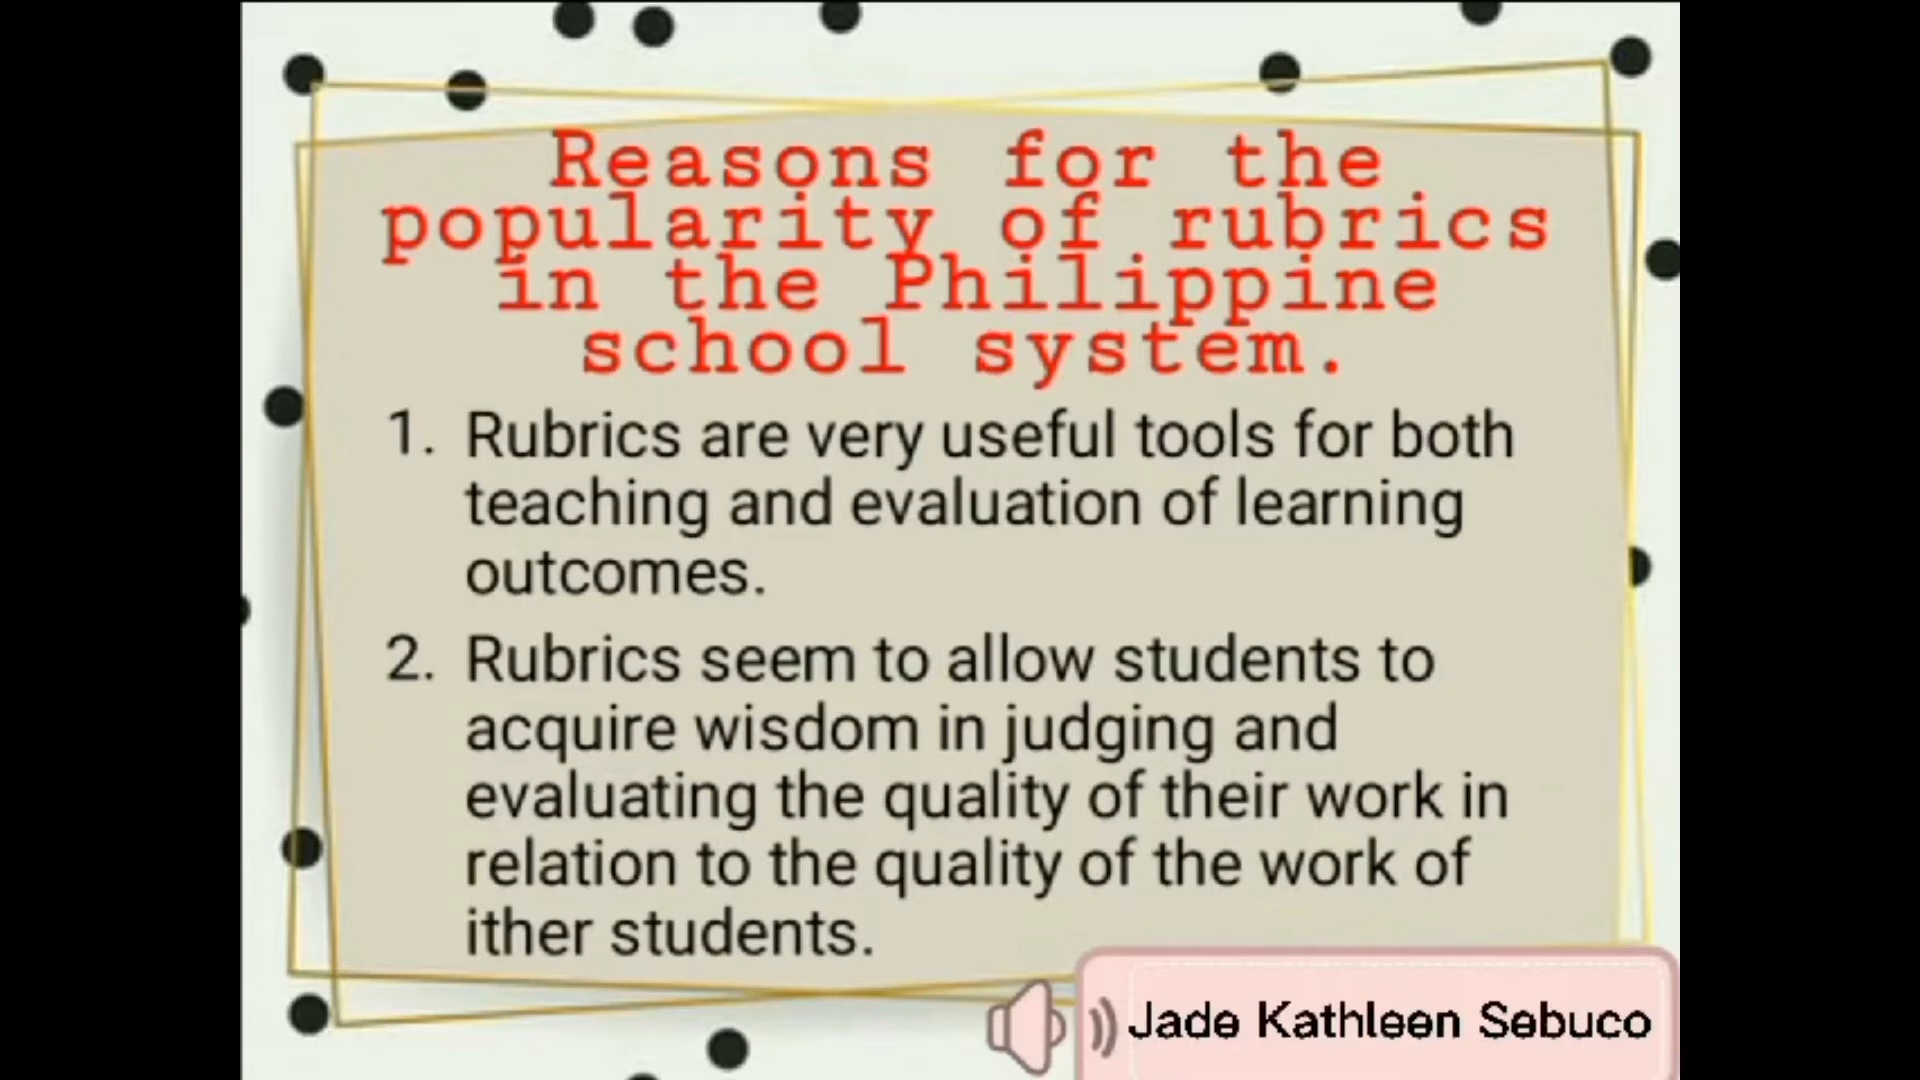 Reasons for the
popularity of rubrics
in the Philippine
school system.
1. Rubrics are very useful tools for both
teaching and evaluation of learning
outcomes.
2. Rubrics seem to allow students to
acquire wisdom in judging and
evaluating the quality of their work in
relation to the quality of the work of
ither students.
Jade Kathleen Sebuco